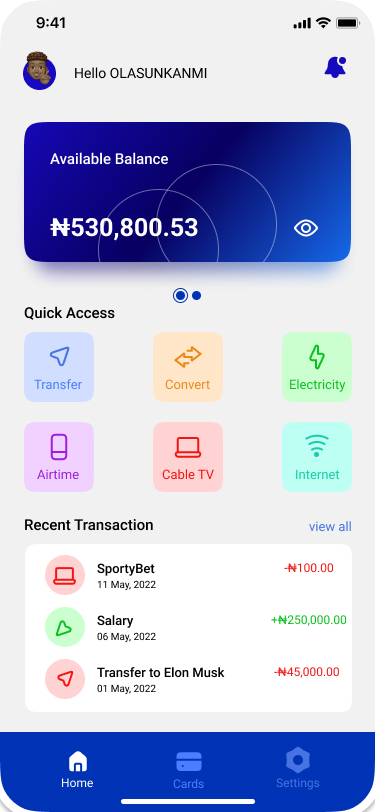 9:41
Hello OLASUNKANMI
Available Balance
₦530,800.53
Quick Access
Transfer
Convert
Electricity
Airtime
Cable TV
Internet
Recent Transaction
view all
SportyBet
-₦100.00
11 May, 2022
Salary
+₦250,000.00
06 May, 2022
Transfer to Elon Musk
-₦45,000.00
01 May, 2022
Home
Cards
Settings